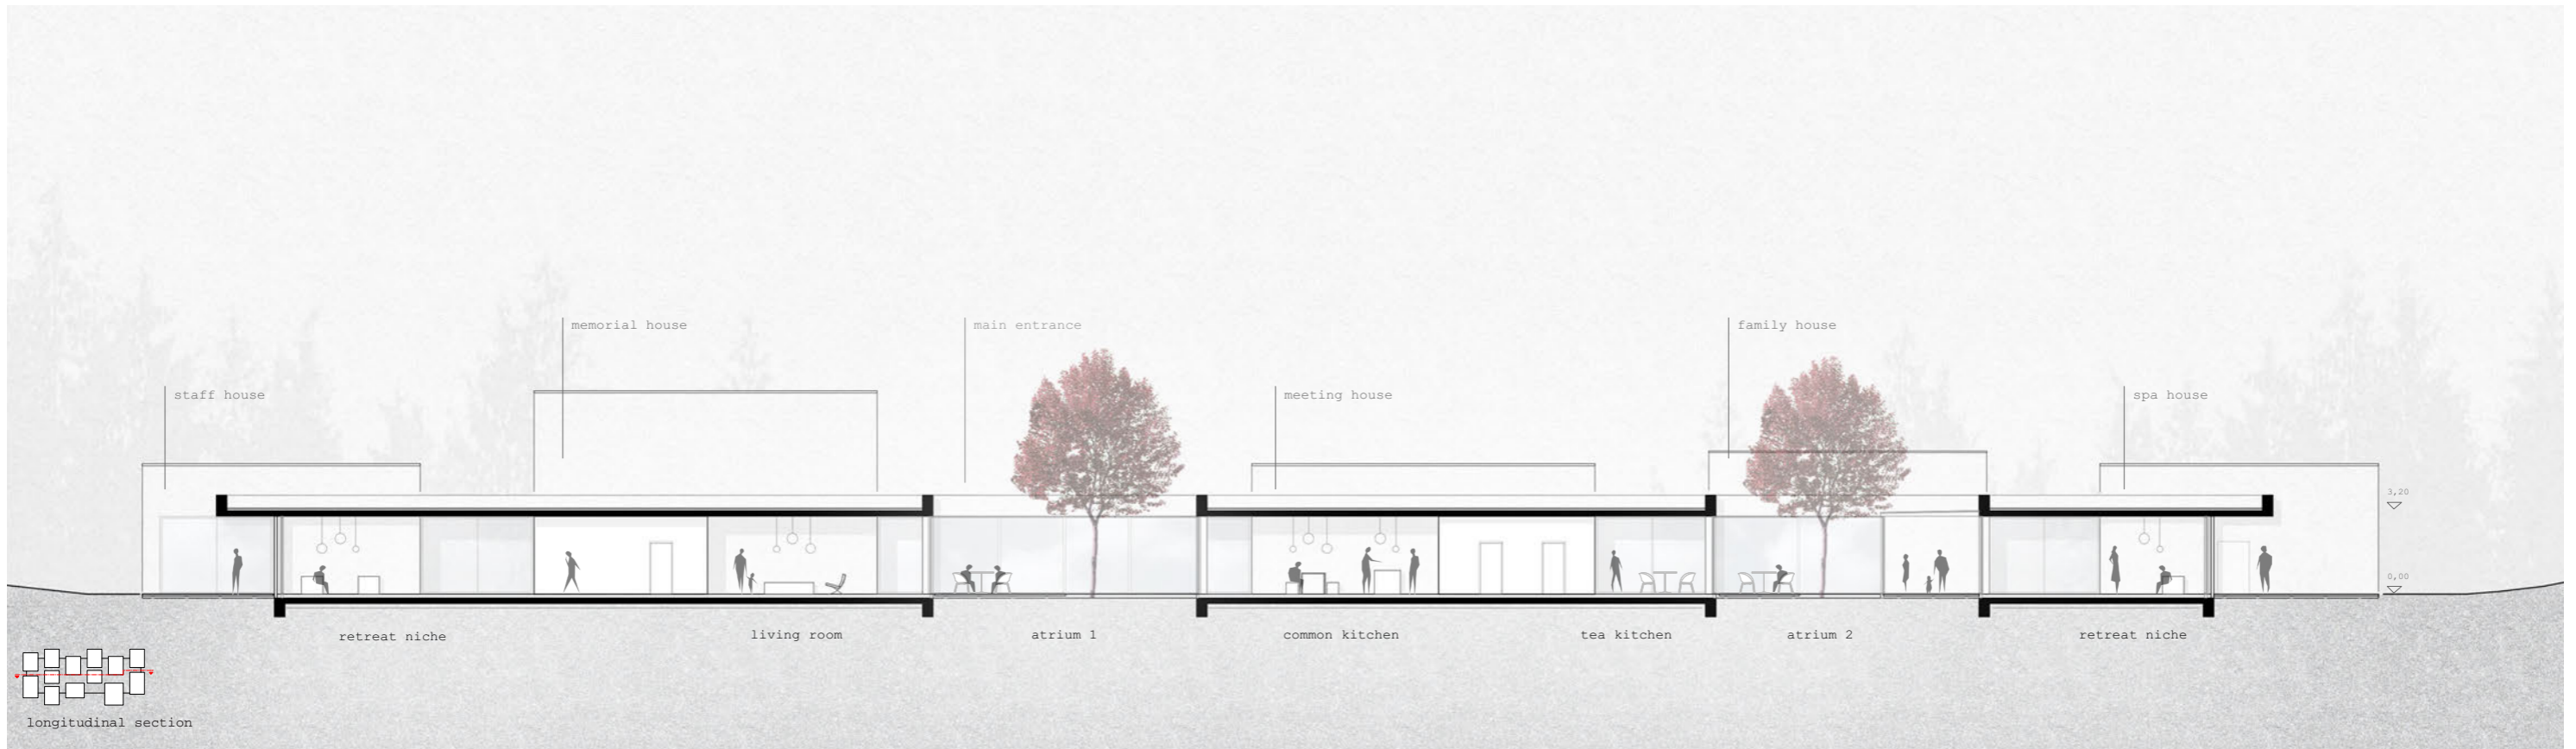 memorial house
main entrance
family house
staff house
meeting house
spa house
3,20
0,00
retreat niche
living room
atrium 1
common kitchen
tea kitchen
atrium 2
retreat niche
longitudinal section